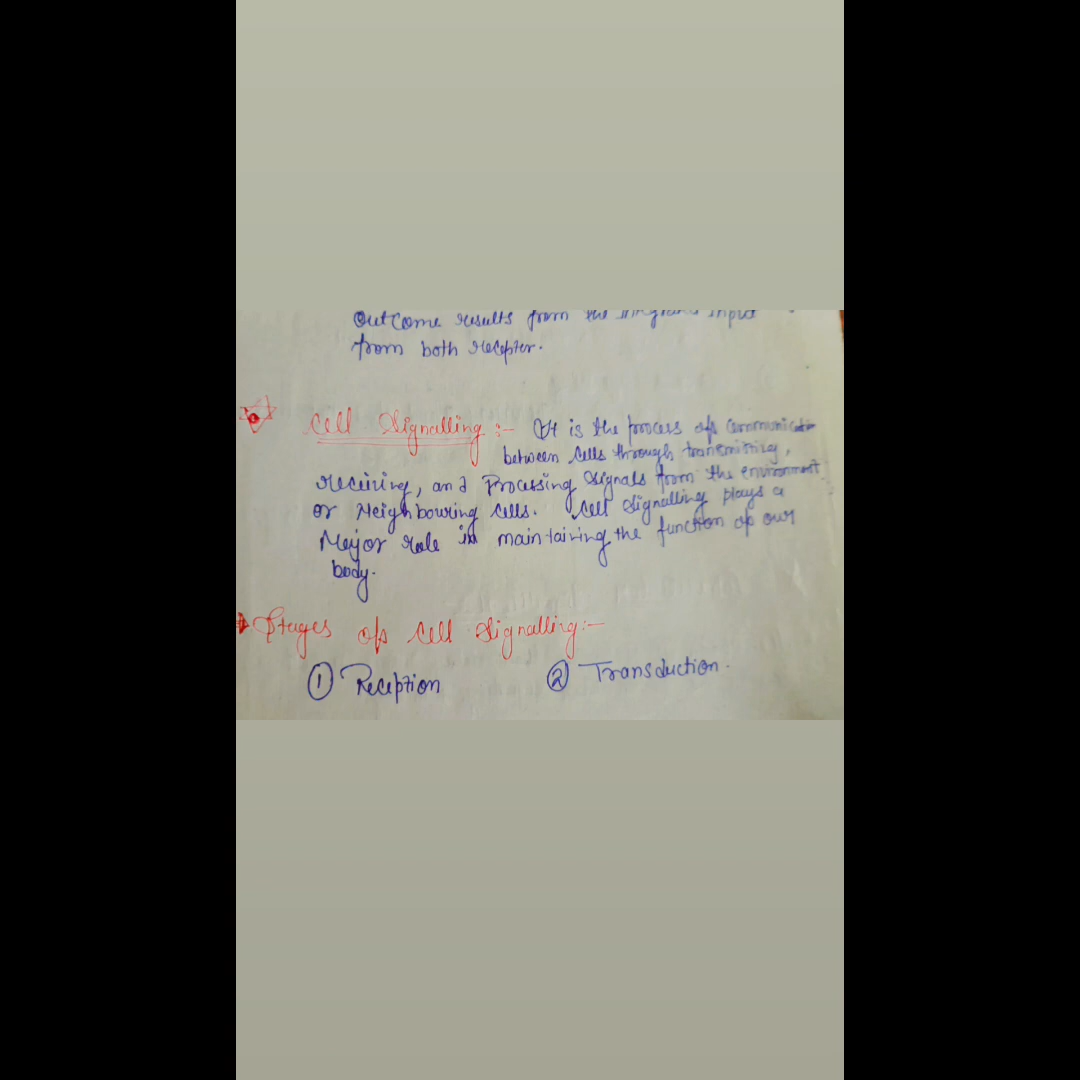 Outcome results from the input
from both recepter.
Cell Signalling :- It is the process of
between cells through transmitting,
receiving, and Processing signals from the environment
or Neighbouring cells. Cell signalling plays a
Major role in maintaining the function of our
body.
Stages of Cell Signalling:-
① Reception ② Transduction.